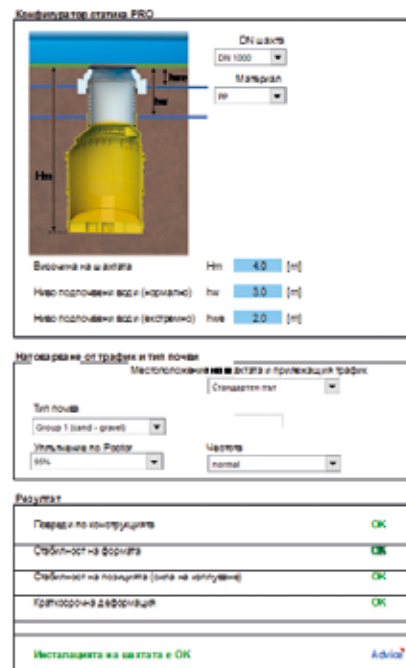 Конфигуратор статика PRO
DN шахта
DN 1000
Материал
PP
hwe
hw
Hm
Височина на шахтата Hm 4.0 [m]
Ниво подпочвени води (нормално) hw 3.0 [m]
Ниво подпочвени води (екстремно) hwe 2.0 [m]
Натоварване от трафик и тип почви
Местоположение на шахтата и прилежащия трафик
Стандартен път
Тип почва
Group 1 (sand - gravel)
Уплътнение по Proctor Честота
95% normal
Резултат
Повреди по конструкцията OK
Стабилност на формата OK
Стабилност на позицията (сила на изплуване) OK
Краткосрочна деформация OK
Инсталацията на шахтата е OK Advice